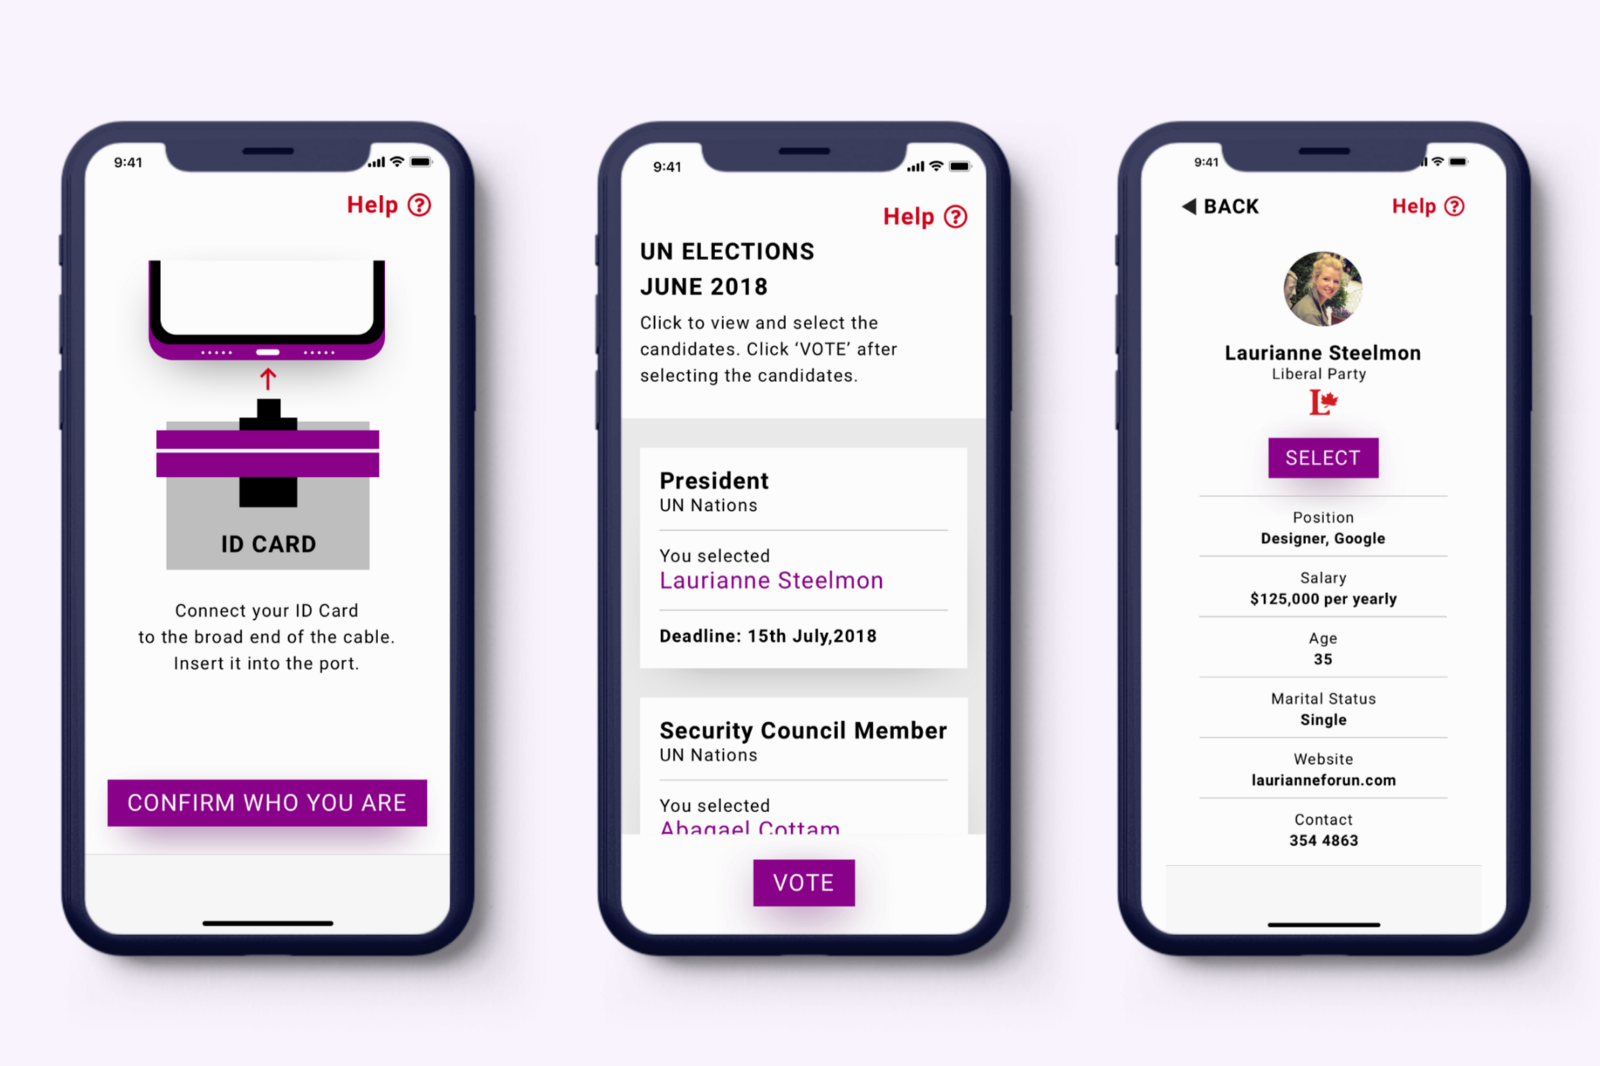 9:41
Help ?
ID CARD
Connect your ID Card
to the broad end of the cable.
Insert it into the port.
CONFIRM WHO YOU ARE
9:41
Help ?
UN ELECTIONS
JUNE 2018
Click to view and select the
candidates. Click ‘VOTE’ after
selecting the candidates.
President
UN Nations
You selected
Laurianne Steelmon
Deadline: 15th July,2018
Security Council Member
UN Nations
You selected
Abagael Cottam
VOTE
9:41
◀ BACK
Help ?
Laurianne Steelmon
Liberal Party
L
SELECT
Position
Designer, Google
Salary
$125,000 per yearly
Age
35
Marital Status
Single
Website
laurianneforun.com
Contact
354 4863